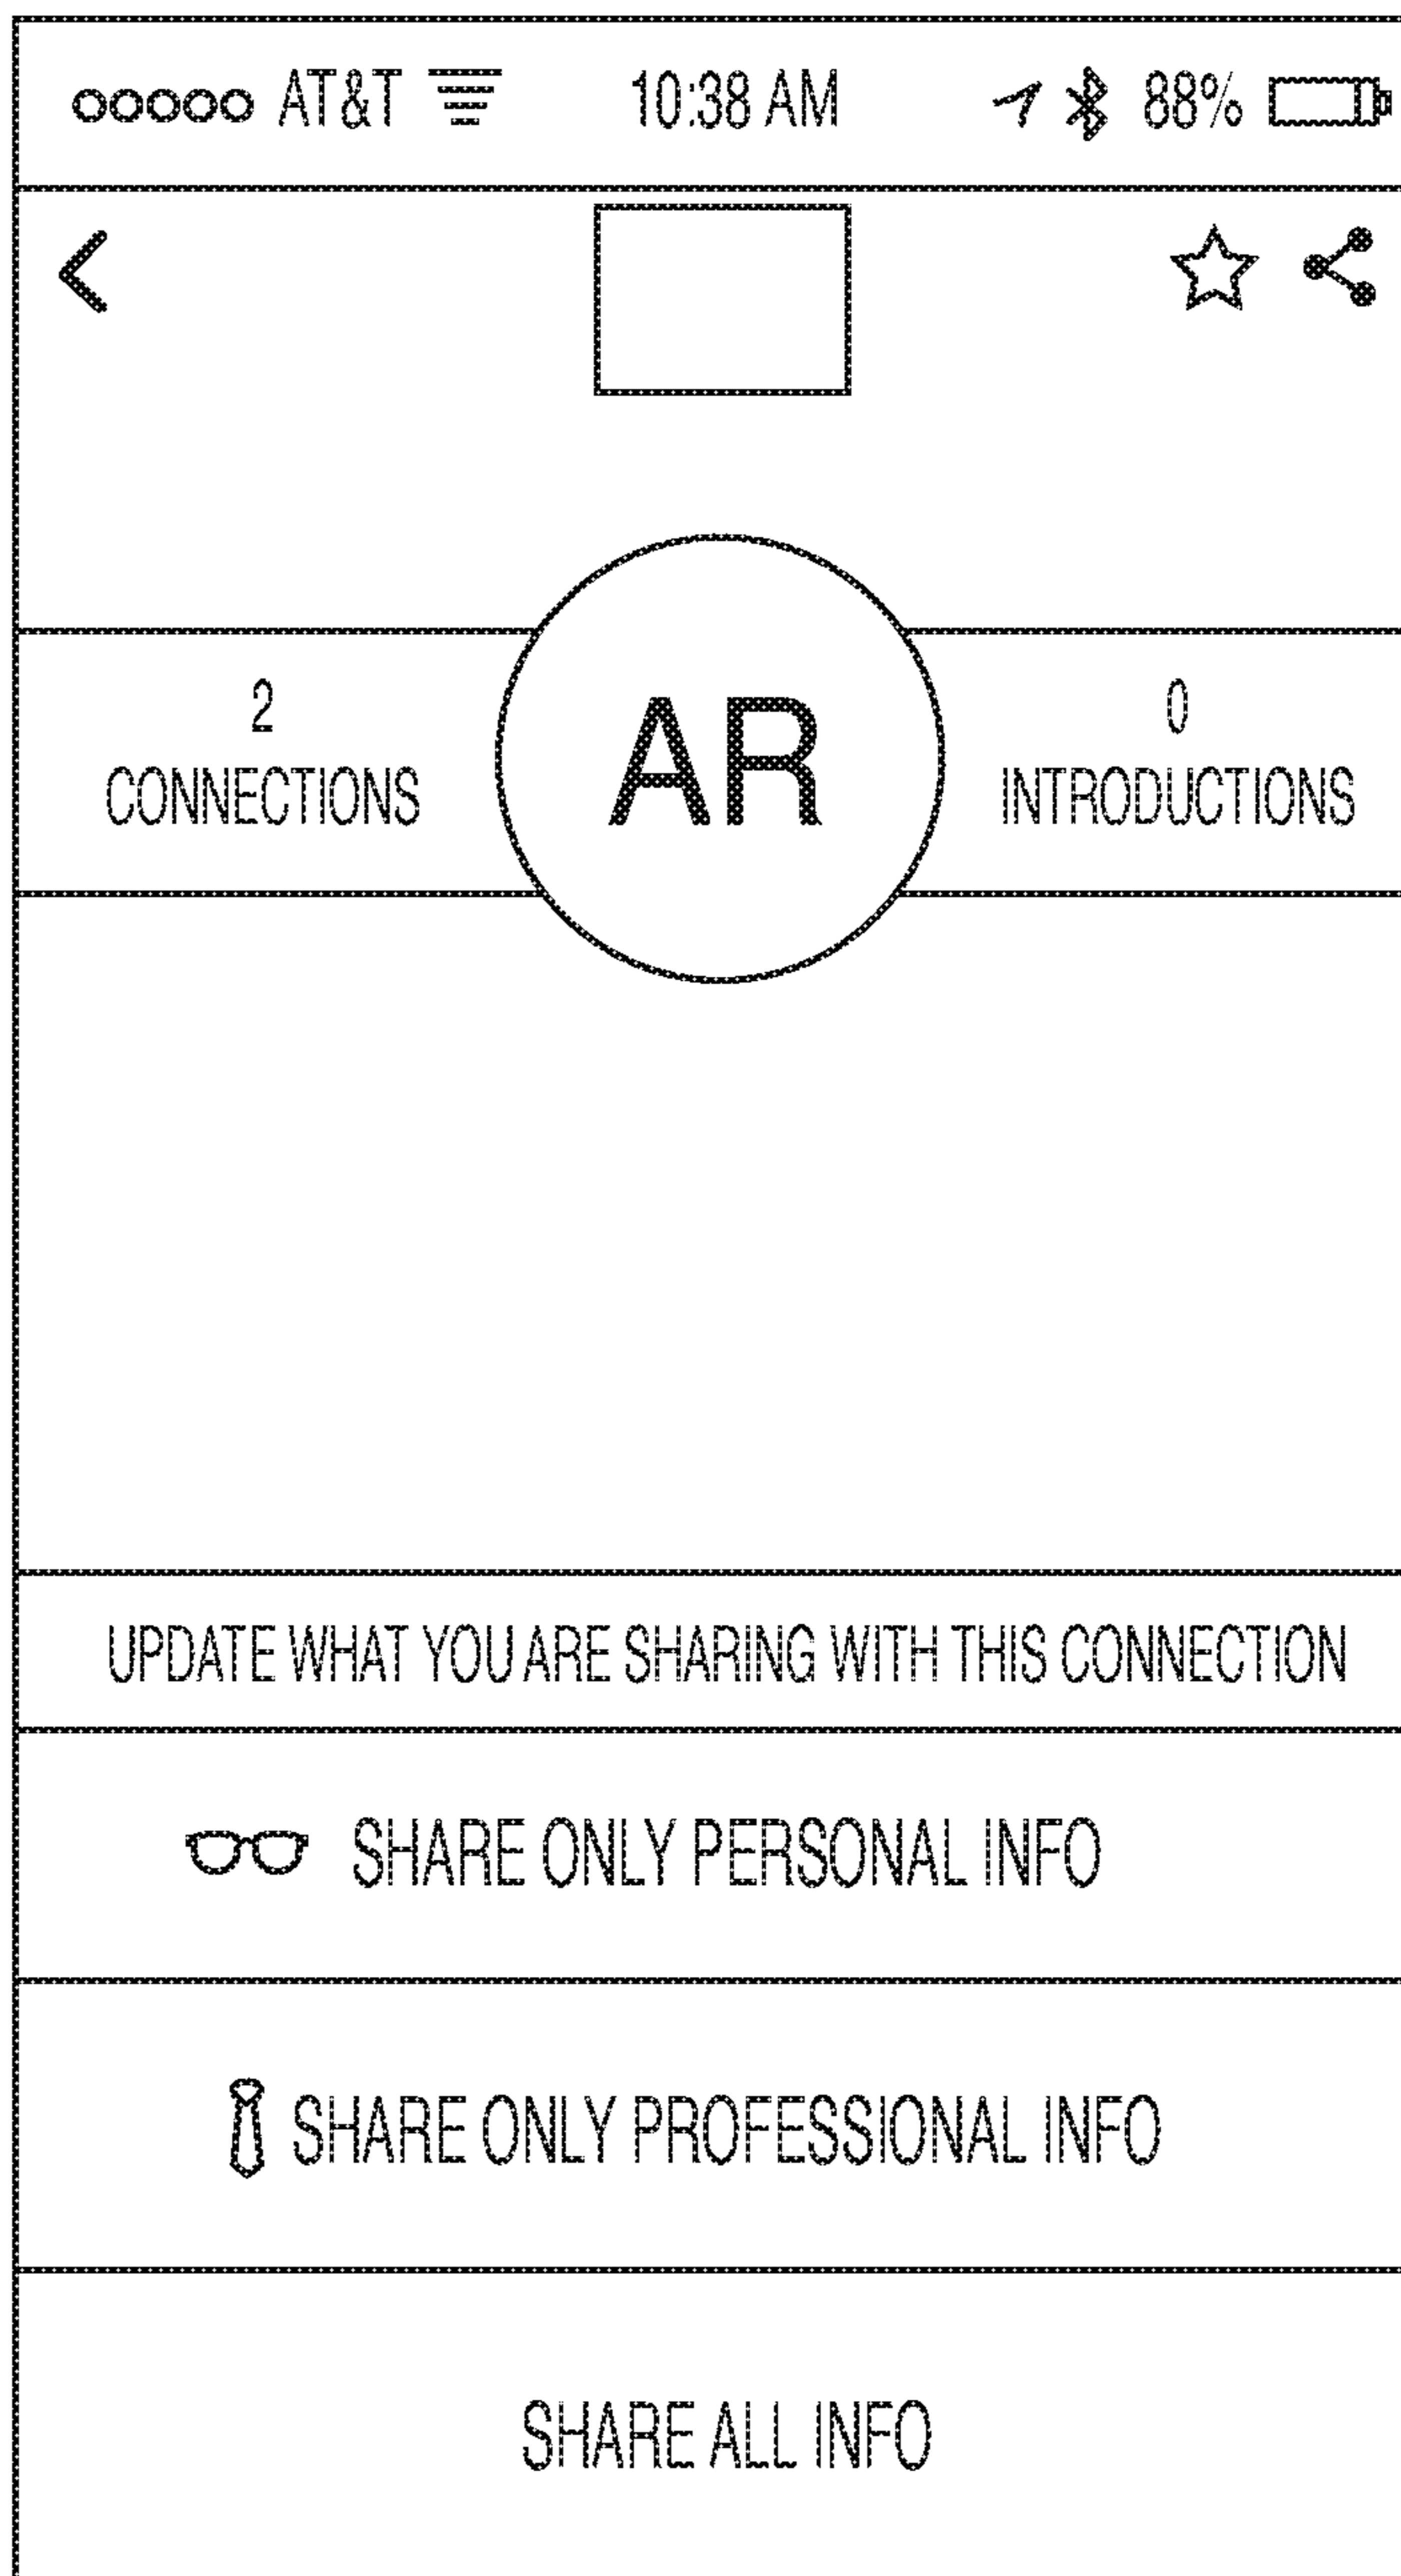 AT&T 10:38 AM 88%
2
CONNECTIONS
AR
0
INTRODUCTIONS
UPDATE WHAT YOU ARE SHARING WITH THIS CONNECTION
SHARE ONLY PERSONAL INFO
SHARE ONLY PROFESSIONAL INFO
SHARE ALL INFO